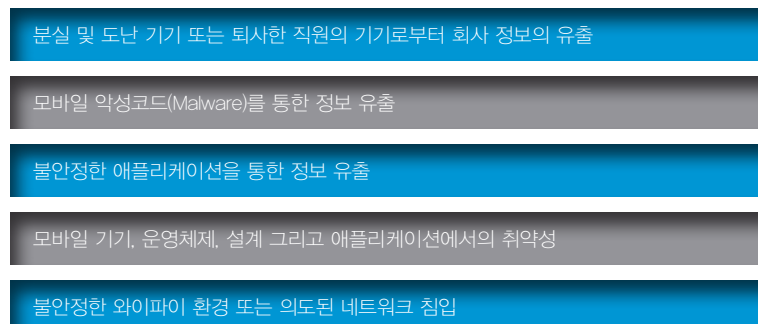 분실 및 도난 기기 또는 퇴사한 직원의 기기로부터 회사 정보의 유출
모바일 악성코드(Malware)를 통한 정보 유출
불안정한 애플리케이션을 통한 정보 유출
모바일 기기, 운영체제, 설계 그리고 애플리케이션에서의 취약성
불안정한 와이파이 환경 또는 의도된 네트워크 침입